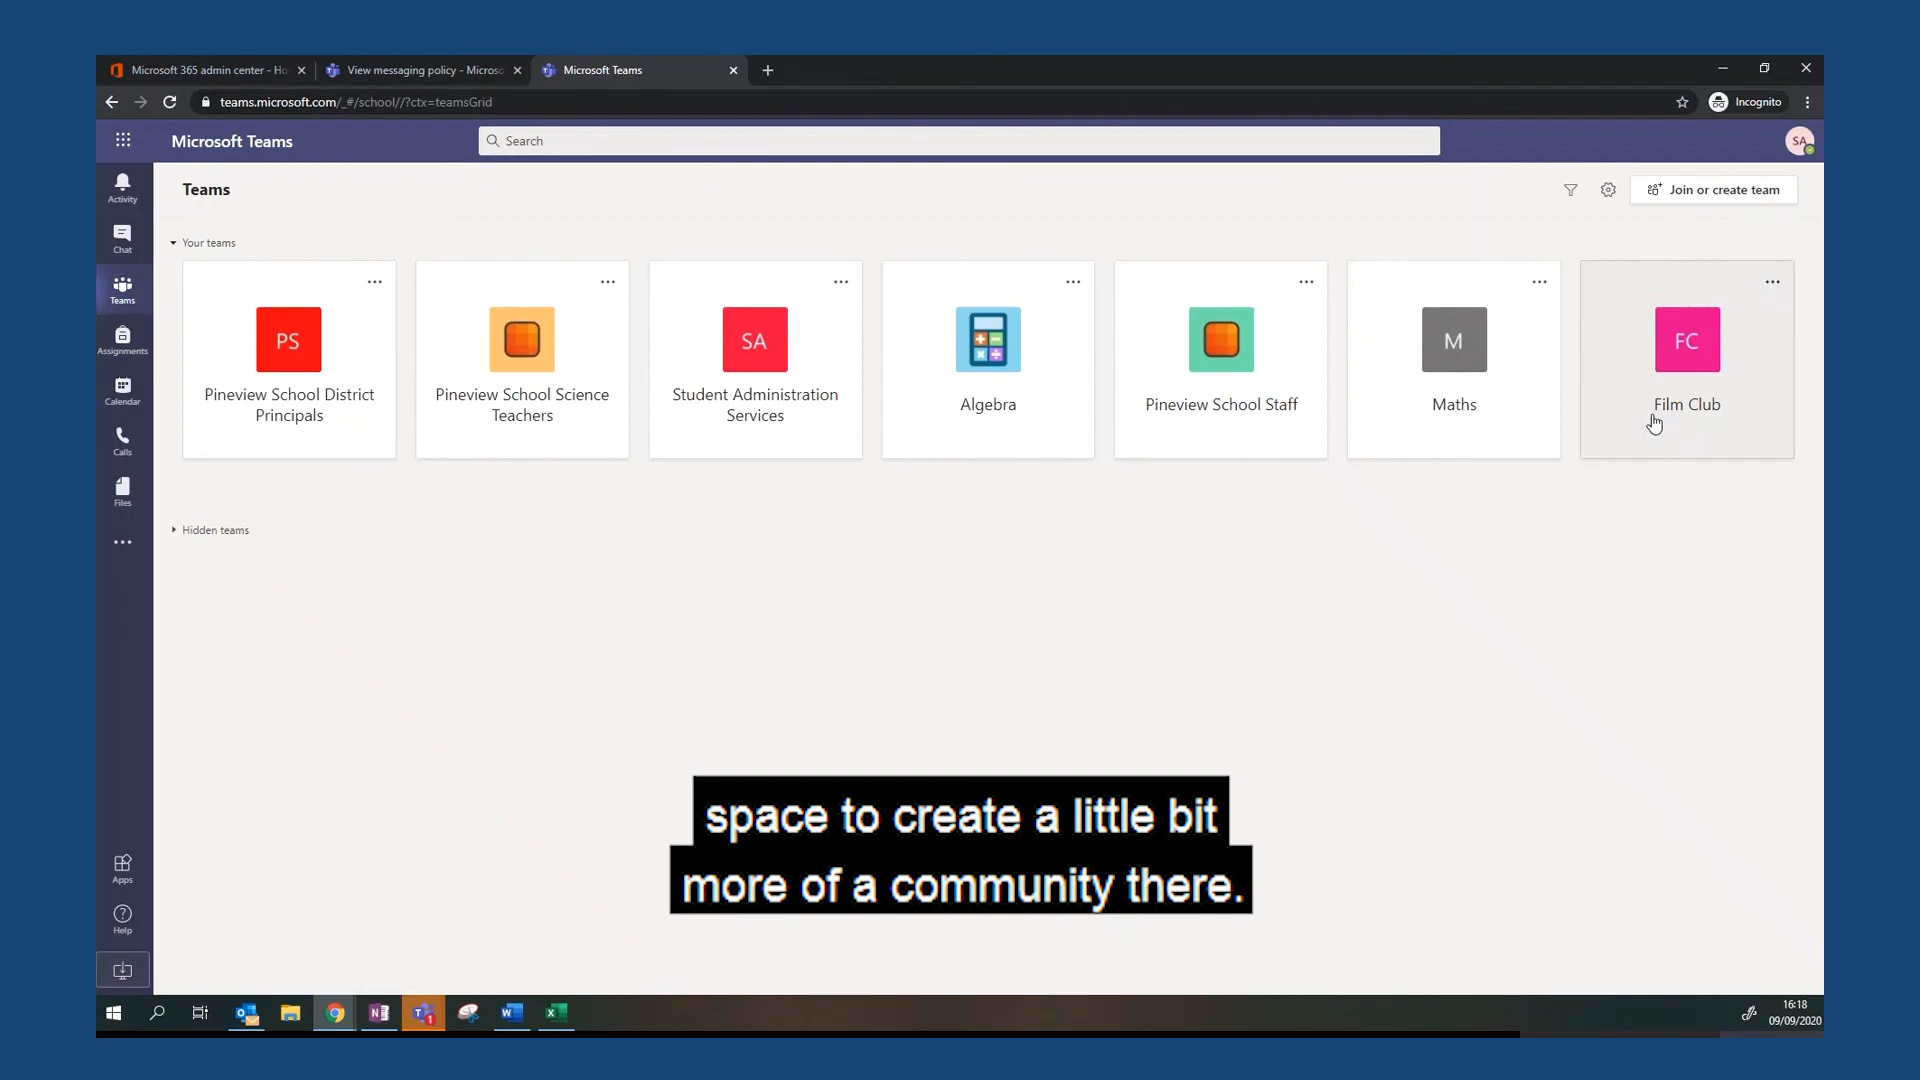 Microsoft 365 admin center - Ho
View messaging policy - Microso
Microsoft Teams
teams.microsoft.com/_#/school//?ctx=teamsGrid
Incognito
Microsoft Teams
Search
SA
Activity
Chat
Teams
Assignments
Calendar
Calls
Files
Apps
Help
Teams
Join or create team
Your teams
PS
Pineview School District
Principals
Pineview School Science
Teachers
SA
Student Administration
Services
Algebra
Pineview School Staff
M
Maths
FC
Film Club
Hidden teams
space to create a little bit
more of a community there.
16:18
09/09/2020